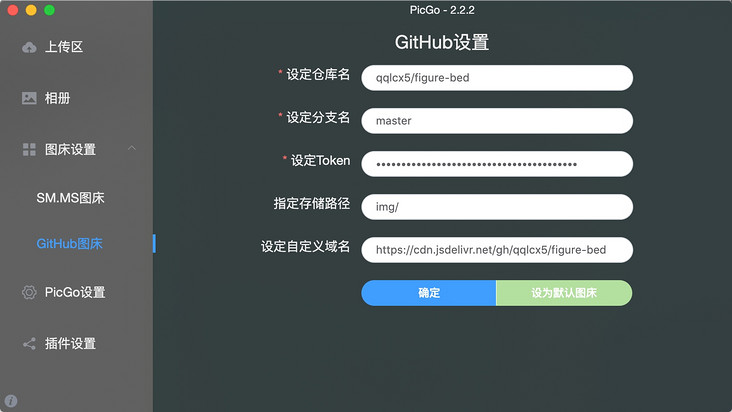 PicGo - 2.2.2
上传区
相册
图床设置
SM.MS图床
GitHub图床
PicGo设置
插件设置
GitHub设置
* 设定仓库名
qqlcx5/figure-bed
* 设定分支名
master
* 设定Token
••••••••••••••••••••••••••••••••••••••••
指定存储路径
img/
设定自定义域名
https://cdn.jsdelivr.net/gh/qqlcx5/figure-bed
确定
设为默认图床